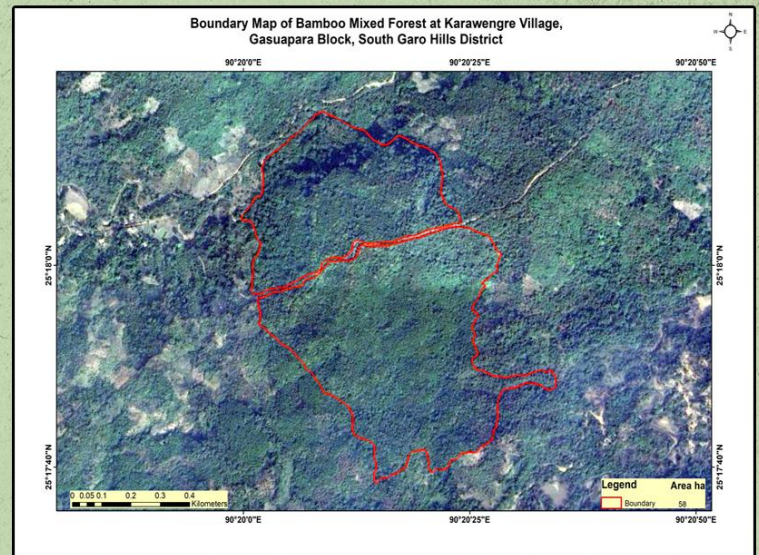 Boundary Map of Bamboo Mixed Forest at Karawengre Village,
Gasuapara Block, South Garo Hills District
N
W E
S
90°20'0"E 90°20'25"E 90°20'50"E
25°18'0"N 25°18'0"N
25°17'40"N 25°17'40"N
0 0.05 0.1 0.2 0.3 0.4
Kilometers
Legend Area ha
Boundary 58
90°20'0"E 90°20'25"E 90°20'50"E